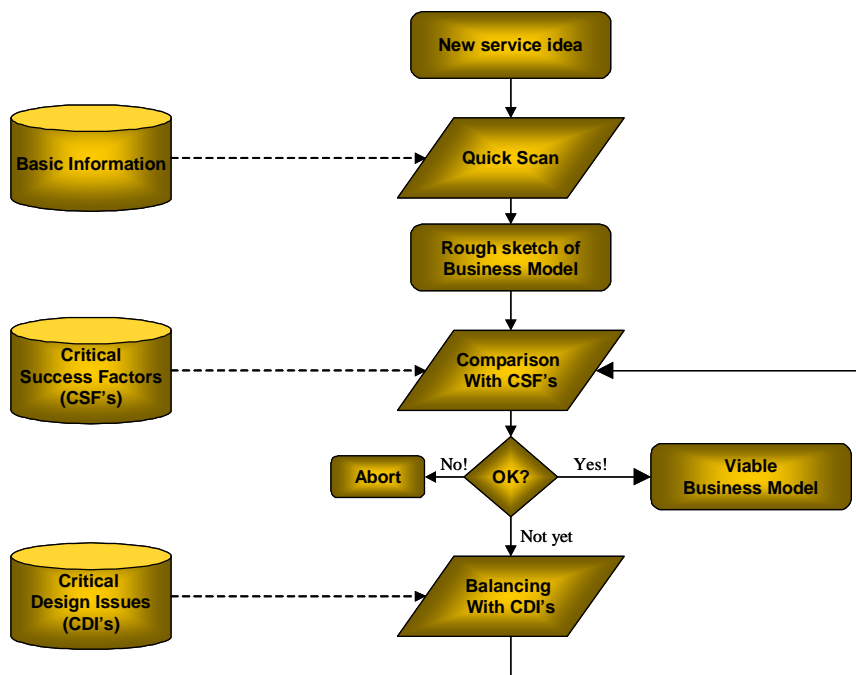 New service idea
Basic Information
Quick Scan
Rough sketch of
Business Model
Critical
Success Factors
(CSF's)
Comparison
With CSF's
No!
Yes!
Abort
OK?
Viable
Business Model
Not yet
Critical
Design Issues
(CDI's)
Balancing
With CDI's